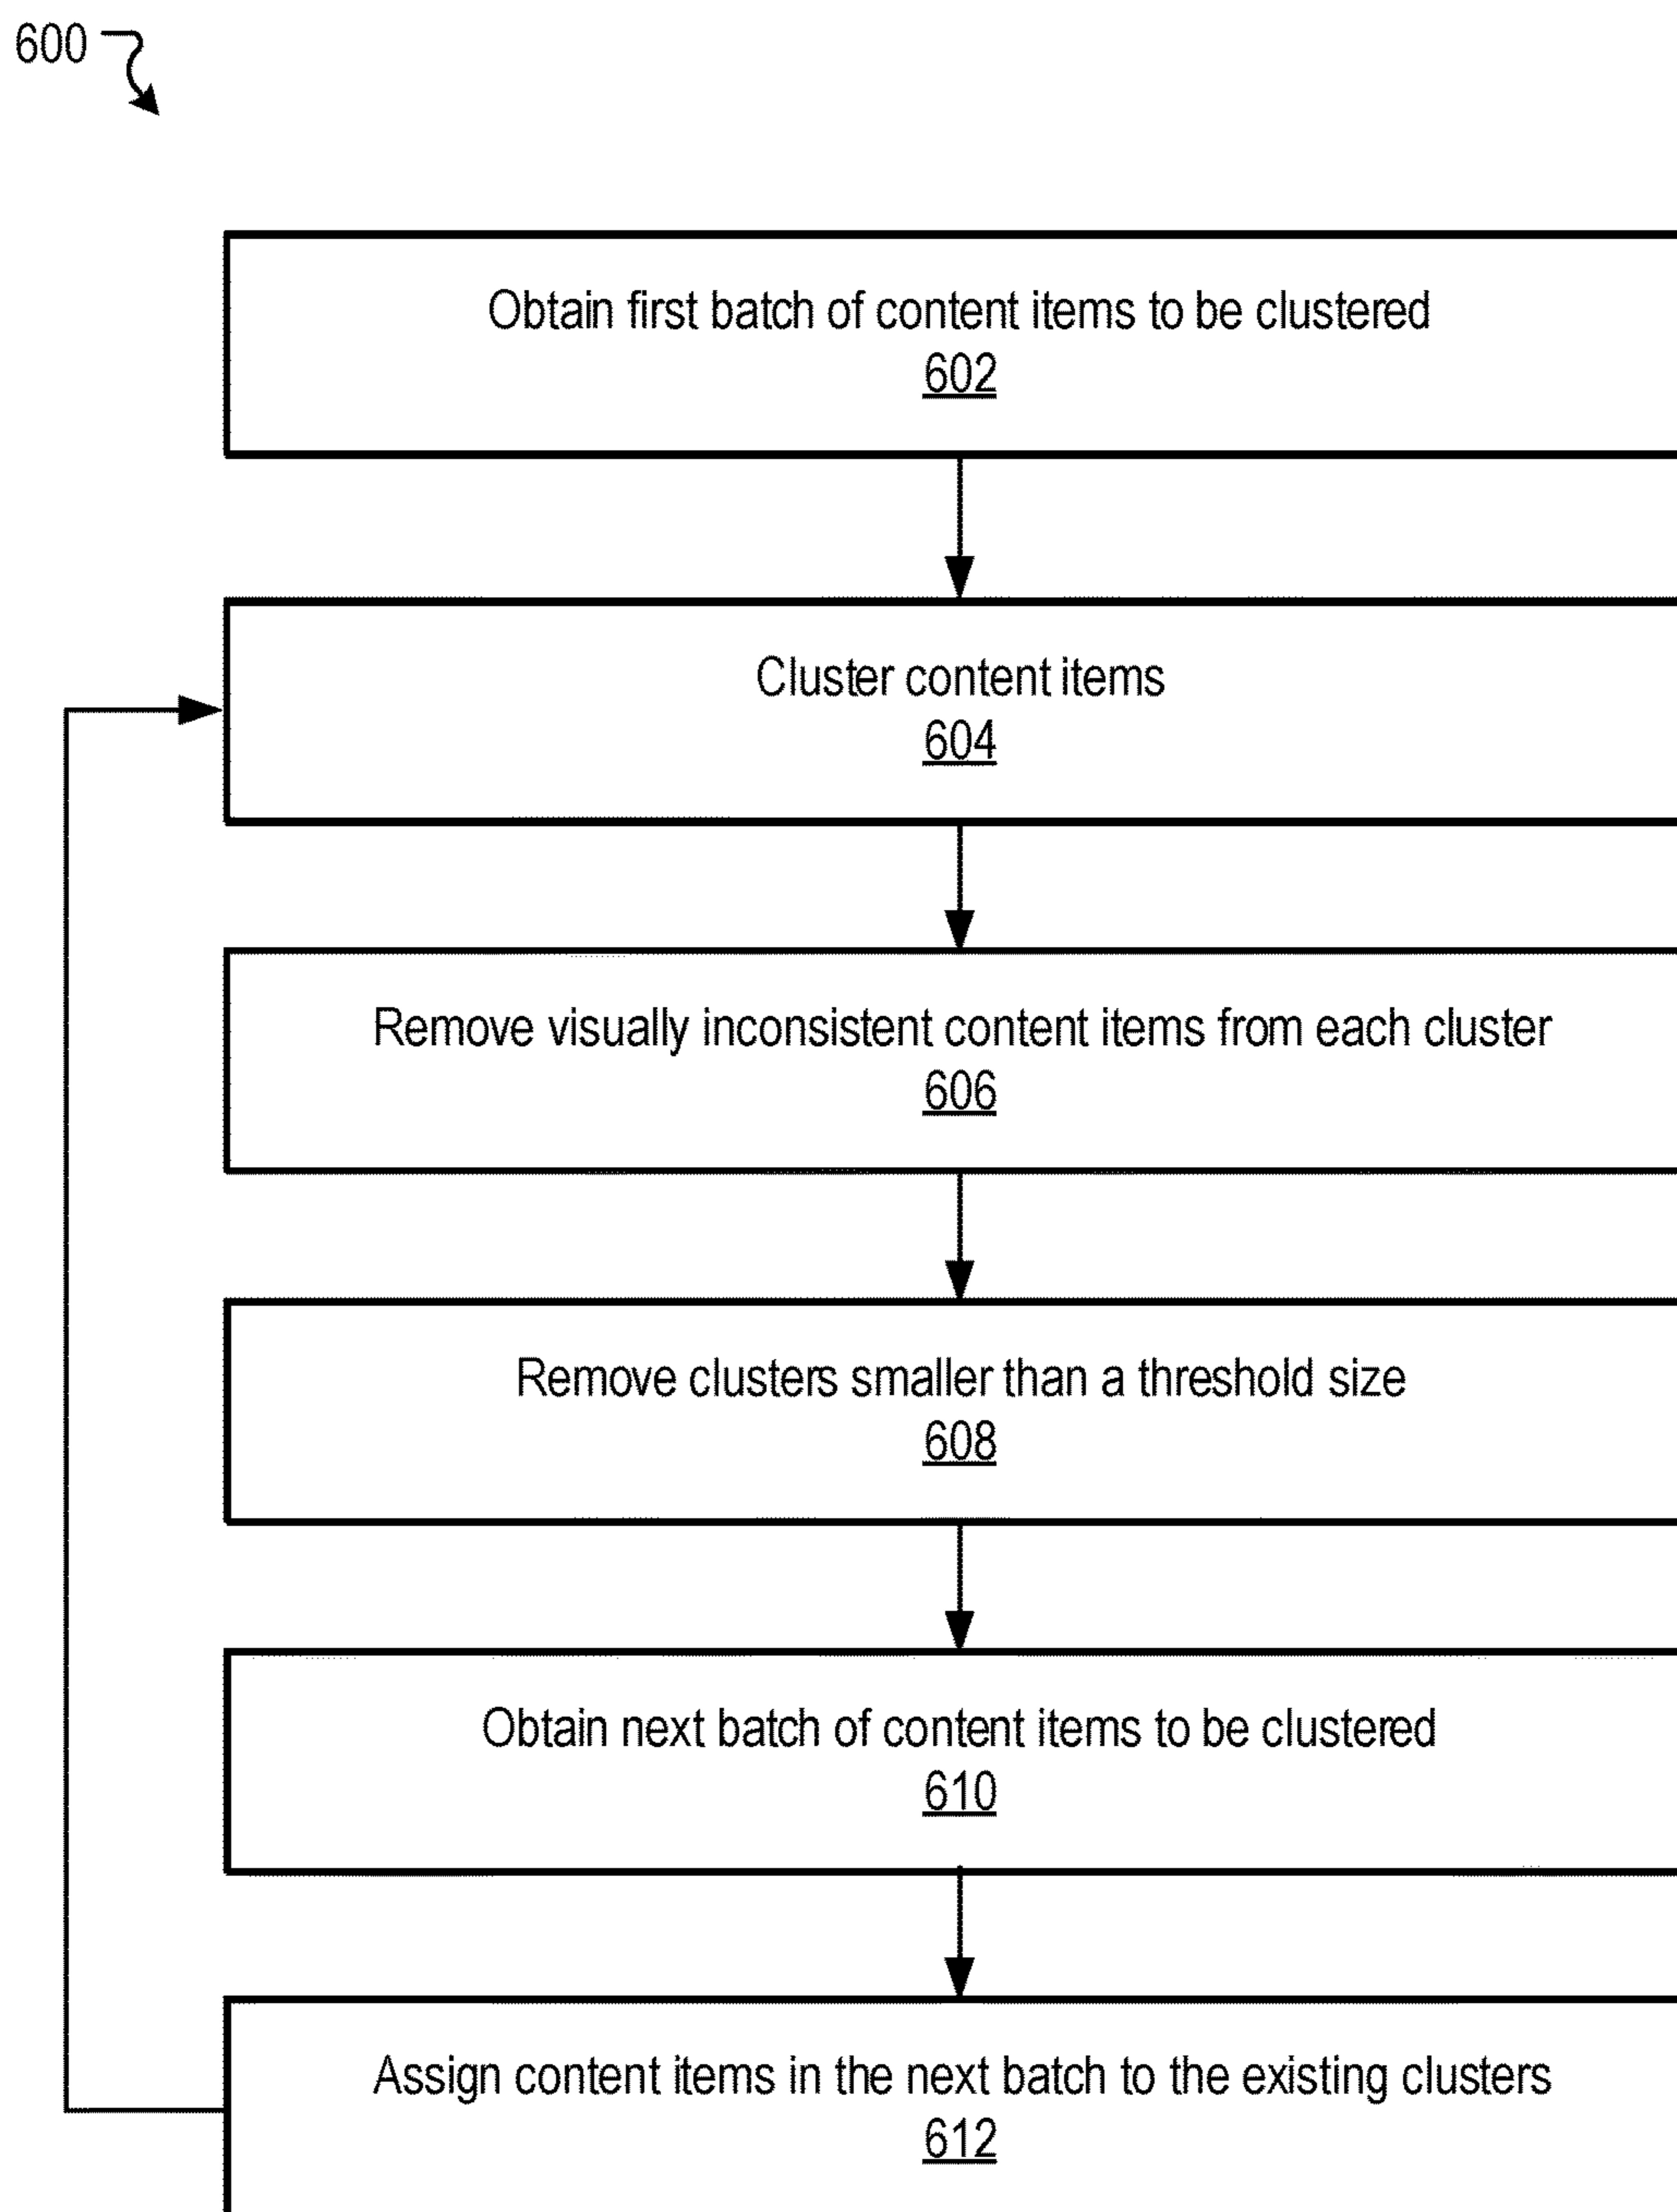 600
Obtain first batch of content items to be clustered
602
Cluster content items
604
Remove visually inconsistent content items from each cluster
606
Remove clusters smaller than a threshold size
608
Obtain next batch of content items to be clustered
610
Assign content items in the next batch to the existing clusters
612